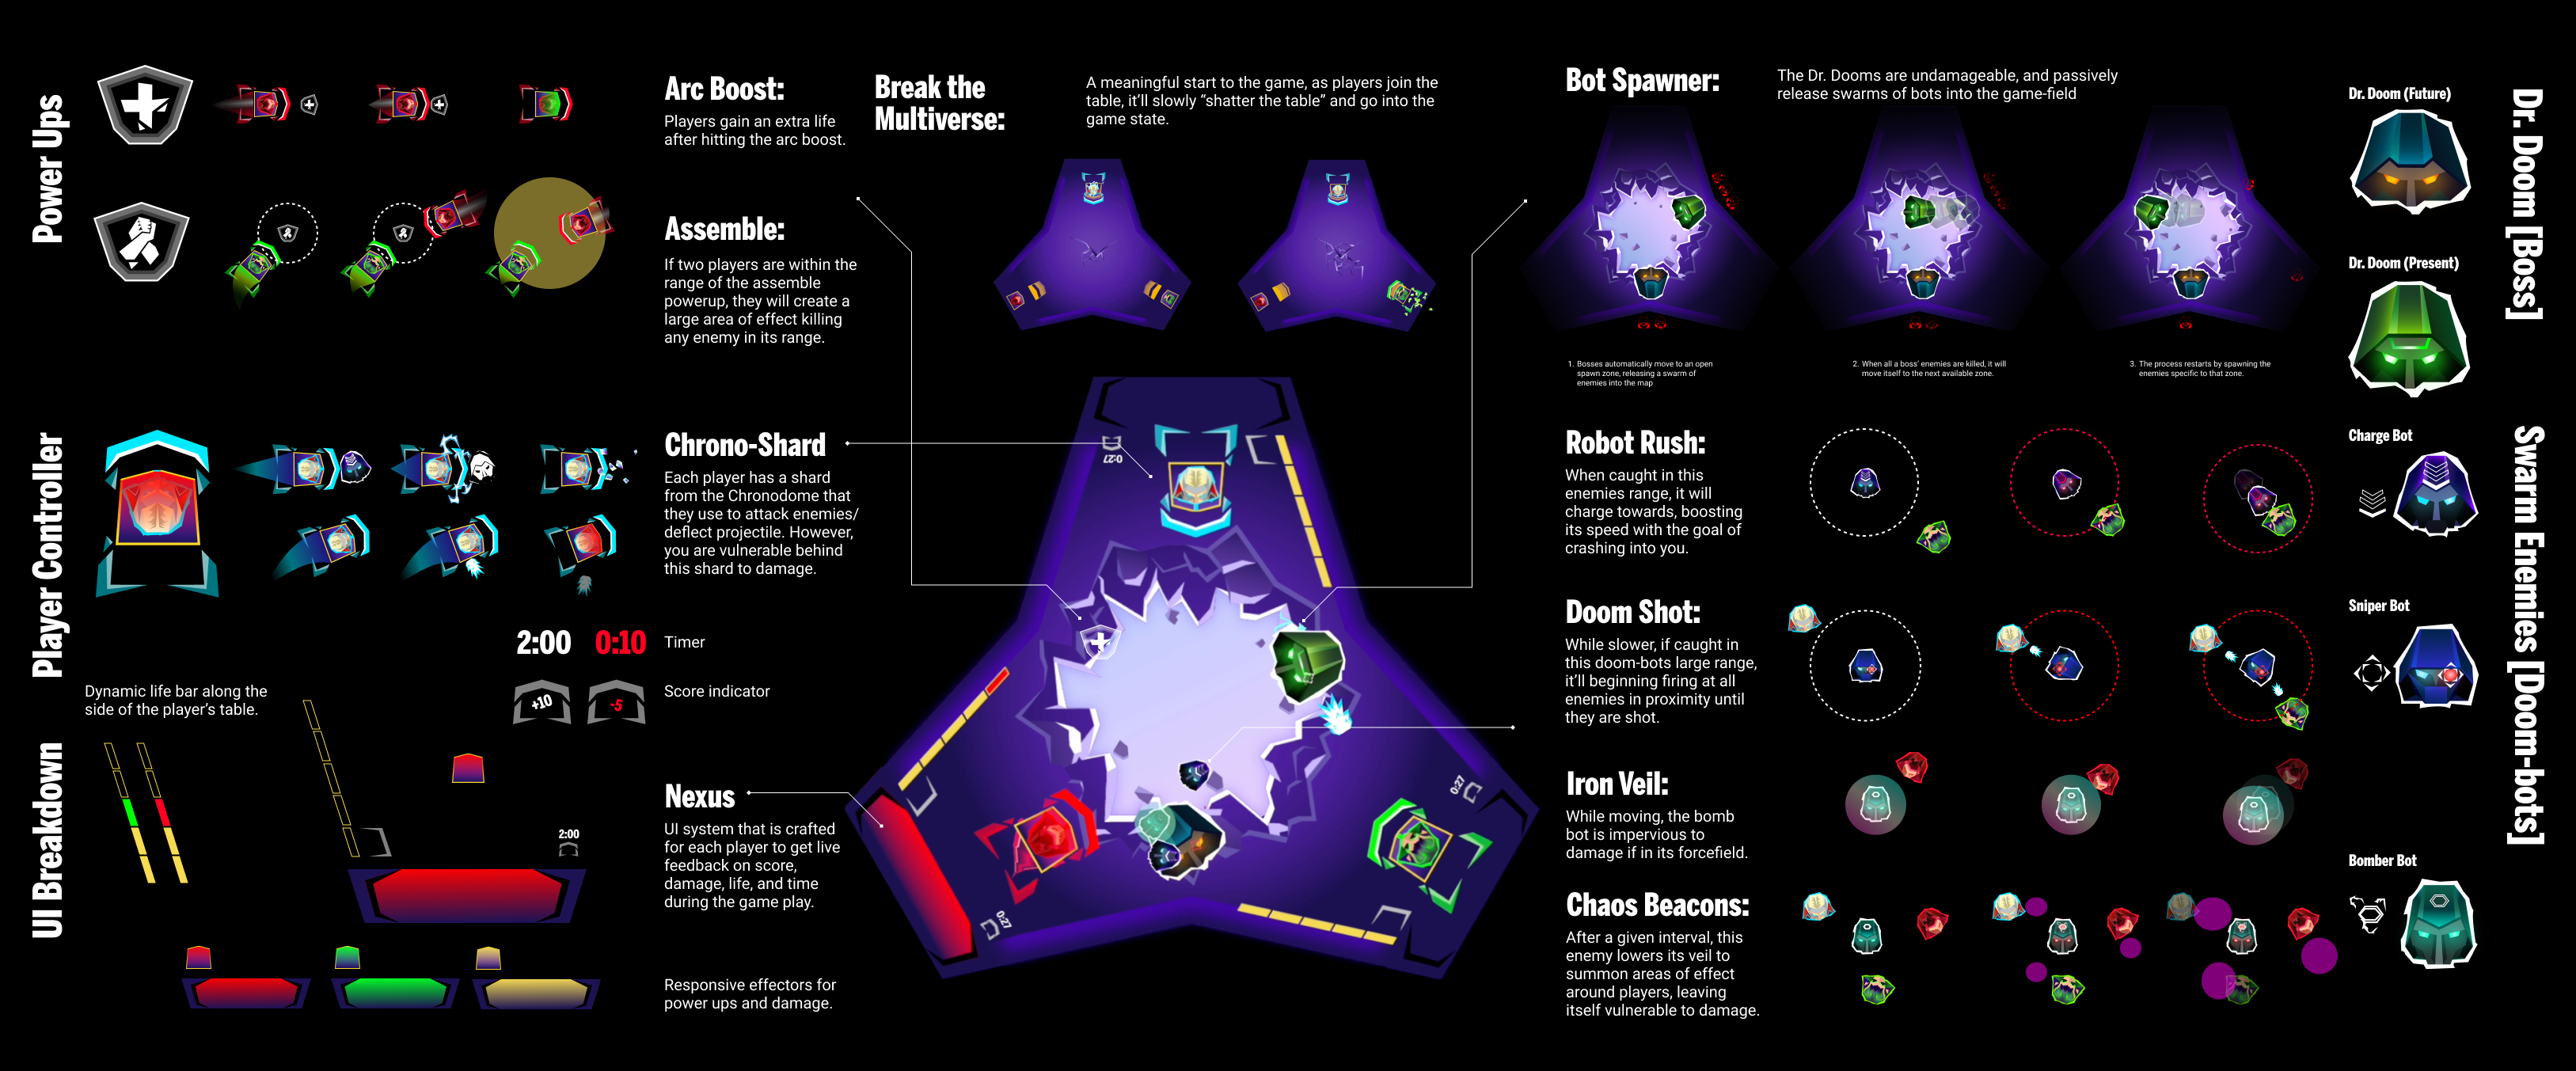 Power Ups
Arc Boost:
Players gain an extra life
after hitting the arc boost.
Assemble:
If two players are within the
range of the assemble
powerup, they will create a
large area of effect killing
any enemy in its range.
Player Controller
Chrono-Shard
Each player has a shard
from the Chronodome that
they use to attack enemies/
deflect projectile. However,
you are vulnerable behind
this shard to damage.
2:00
0:10
Timer
+10
-5
Score indicator
UI Breakdown
Dynamic life bar along the
side of the player's table.
2:00
Nexus
UI system that is crafted
for each player to get live
feedback on score,
damage, life, and time
during the game play.
Responsive effectors for
power ups and damage.
Break the
Multiverse:
A meaningful start to the game, as players join the
table, it'll slowly "shatter the table" and go into the
game state.
0:27
0:27
0:27
Bot Spawner:
The Dr. Dooms are undamageable, and passively
release swarms of bots into the game-field
1. Bosses automatically move to an open
spawn zone, releasing a swarm of
enemies into the map
2. When all a boss' enemies are killed, it will
move itself to the next available zone.
3. The process restarts by spawning the
enemies specific to that zone.
Dr. Doom [Boss]
Dr. Doom (Future)
Dr. Doom (Present)
Robot Rush:
When caught in this
enemies range, it will
charge towards, boosting
its speed with the goal of
crashing into you.
Doom Shot:
While slower, if caught in
this doom-bots large range,
it'll beginning firing at all
enemies in proximity until
they are shot.
Iron Veil:
While moving, the bomb
bot is impervious to
damage if in its forcefield.
Chaos Beacons:
After a given interval, this
enemy lowers its veil to
summon areas of effect
around players, leaving
itself vulnerable to damage.
Swarm Enemies [Doom-bots]
Charge Bot
Sniper Bot
Bomber Bot